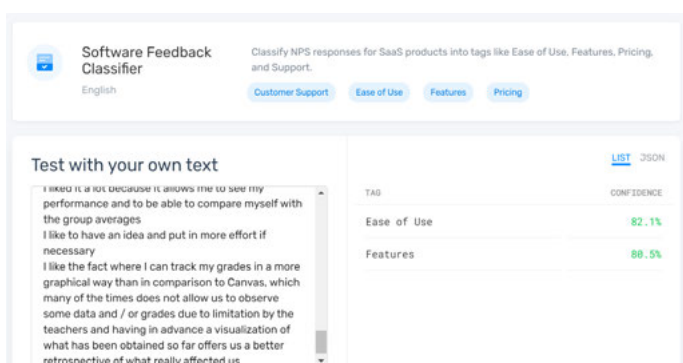 Software Feedback
Classifier
English
Classify NPS responses for SaaS products into tags like Ease of Use, Features, Pricing,
and Support.
Customer Support Ease of Use Features Pricing
Test with your own text
LIST JSON
I liked it a lot because it allows me to see my
performance and to be able to compare myself with
the group averages
I like to have an idea and put in more effort if
necessary
I like the fact where I can track my grades in a more
graphical way than in comparison to Canvas, which
many of the times does not allow us to observe
some data and / or grades due to limitation by the
teachers and having in advance a visualization of
what has been obtained so far offers us a better
retrospective of what really affected us
TAG CONFIDENCE
Ease of Use 82.1%
Features 80.5%